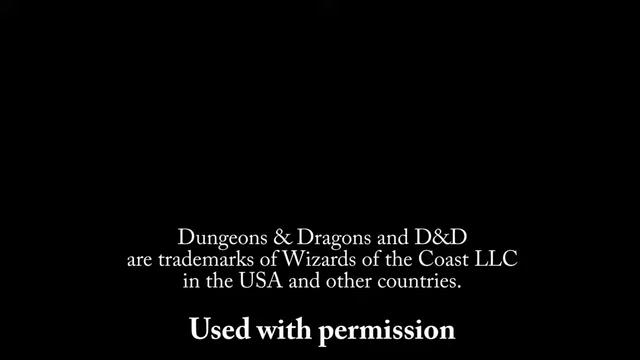 Dungeons & Dragons and D&D
are trademarks of Wizards of the Coast LLC
in the USA and other countries.
Used with permission